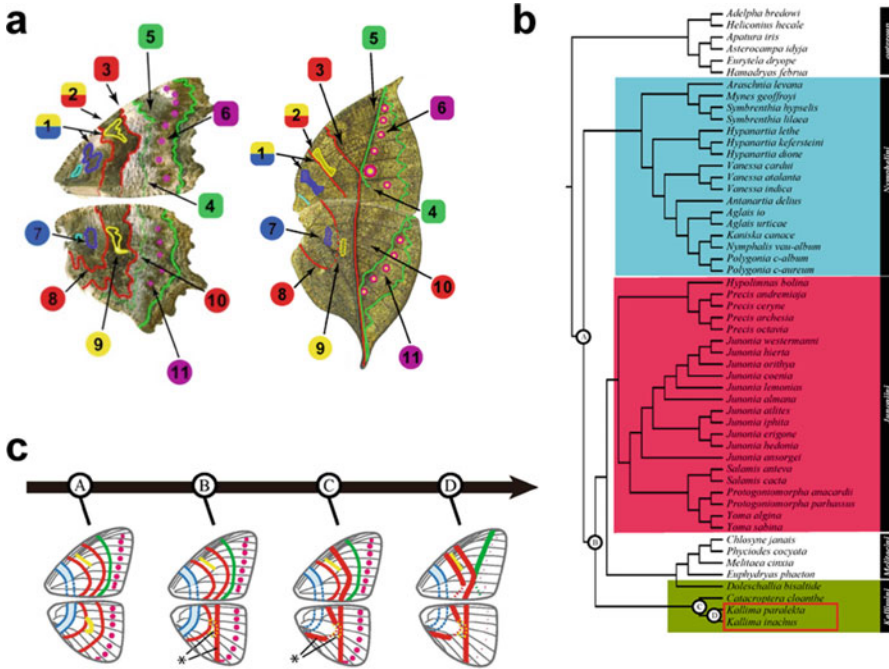 a
5
3
2
1
6
4
7
8
9
10
11
3
5
2
6
1
4
7
8
9
10
11
b
Adelpha bredowi
Heliconius hecale
Apatura iris
Asterocampa idyja
Eurytela dryope
Hamadryas februa
Araschnia levana
Mynes geoffroyi
Symbrenthia hypselis
Symbrenthia lilaea
Hypanartia lethe
Hypanartia kefersteini
Hypanartia dione
Vanessa cardui
Vanessa atalanta
Vanessa indica
Antanartia delius
Aglais io
Aglais urticae
Kaniska canace
Nymphalis vau-album
Polygonia c-album
Polygonia c-aureum
Hypolimnas bolina
Precis andremiaja
Precis ceryne
Precis archesia
Precis octavia
Junonia westermanni
Junonia hierta
Junonia orithya
Junonia coenia
Junonia lemonias
Junonia almana
Junonia atlites
Junonia iphita
Junonia erigone
Junonia hedonia
Junonia ansorgei
Salamis anteva
Salamis cacta
Protogoniomorpha anacardii
Protogoniomorpha parhassus
Yoma algina
Yoma sabina
Chlosyne janais
Phyciodes cocyata
Melitaea cinxia
Euphydryas phaeton
Doleschallia bisaltide
Catacroptera cloanthe
Kallima paralekta
Kallima inachus
A
B
C
D
c
A
B
C
D
*
*